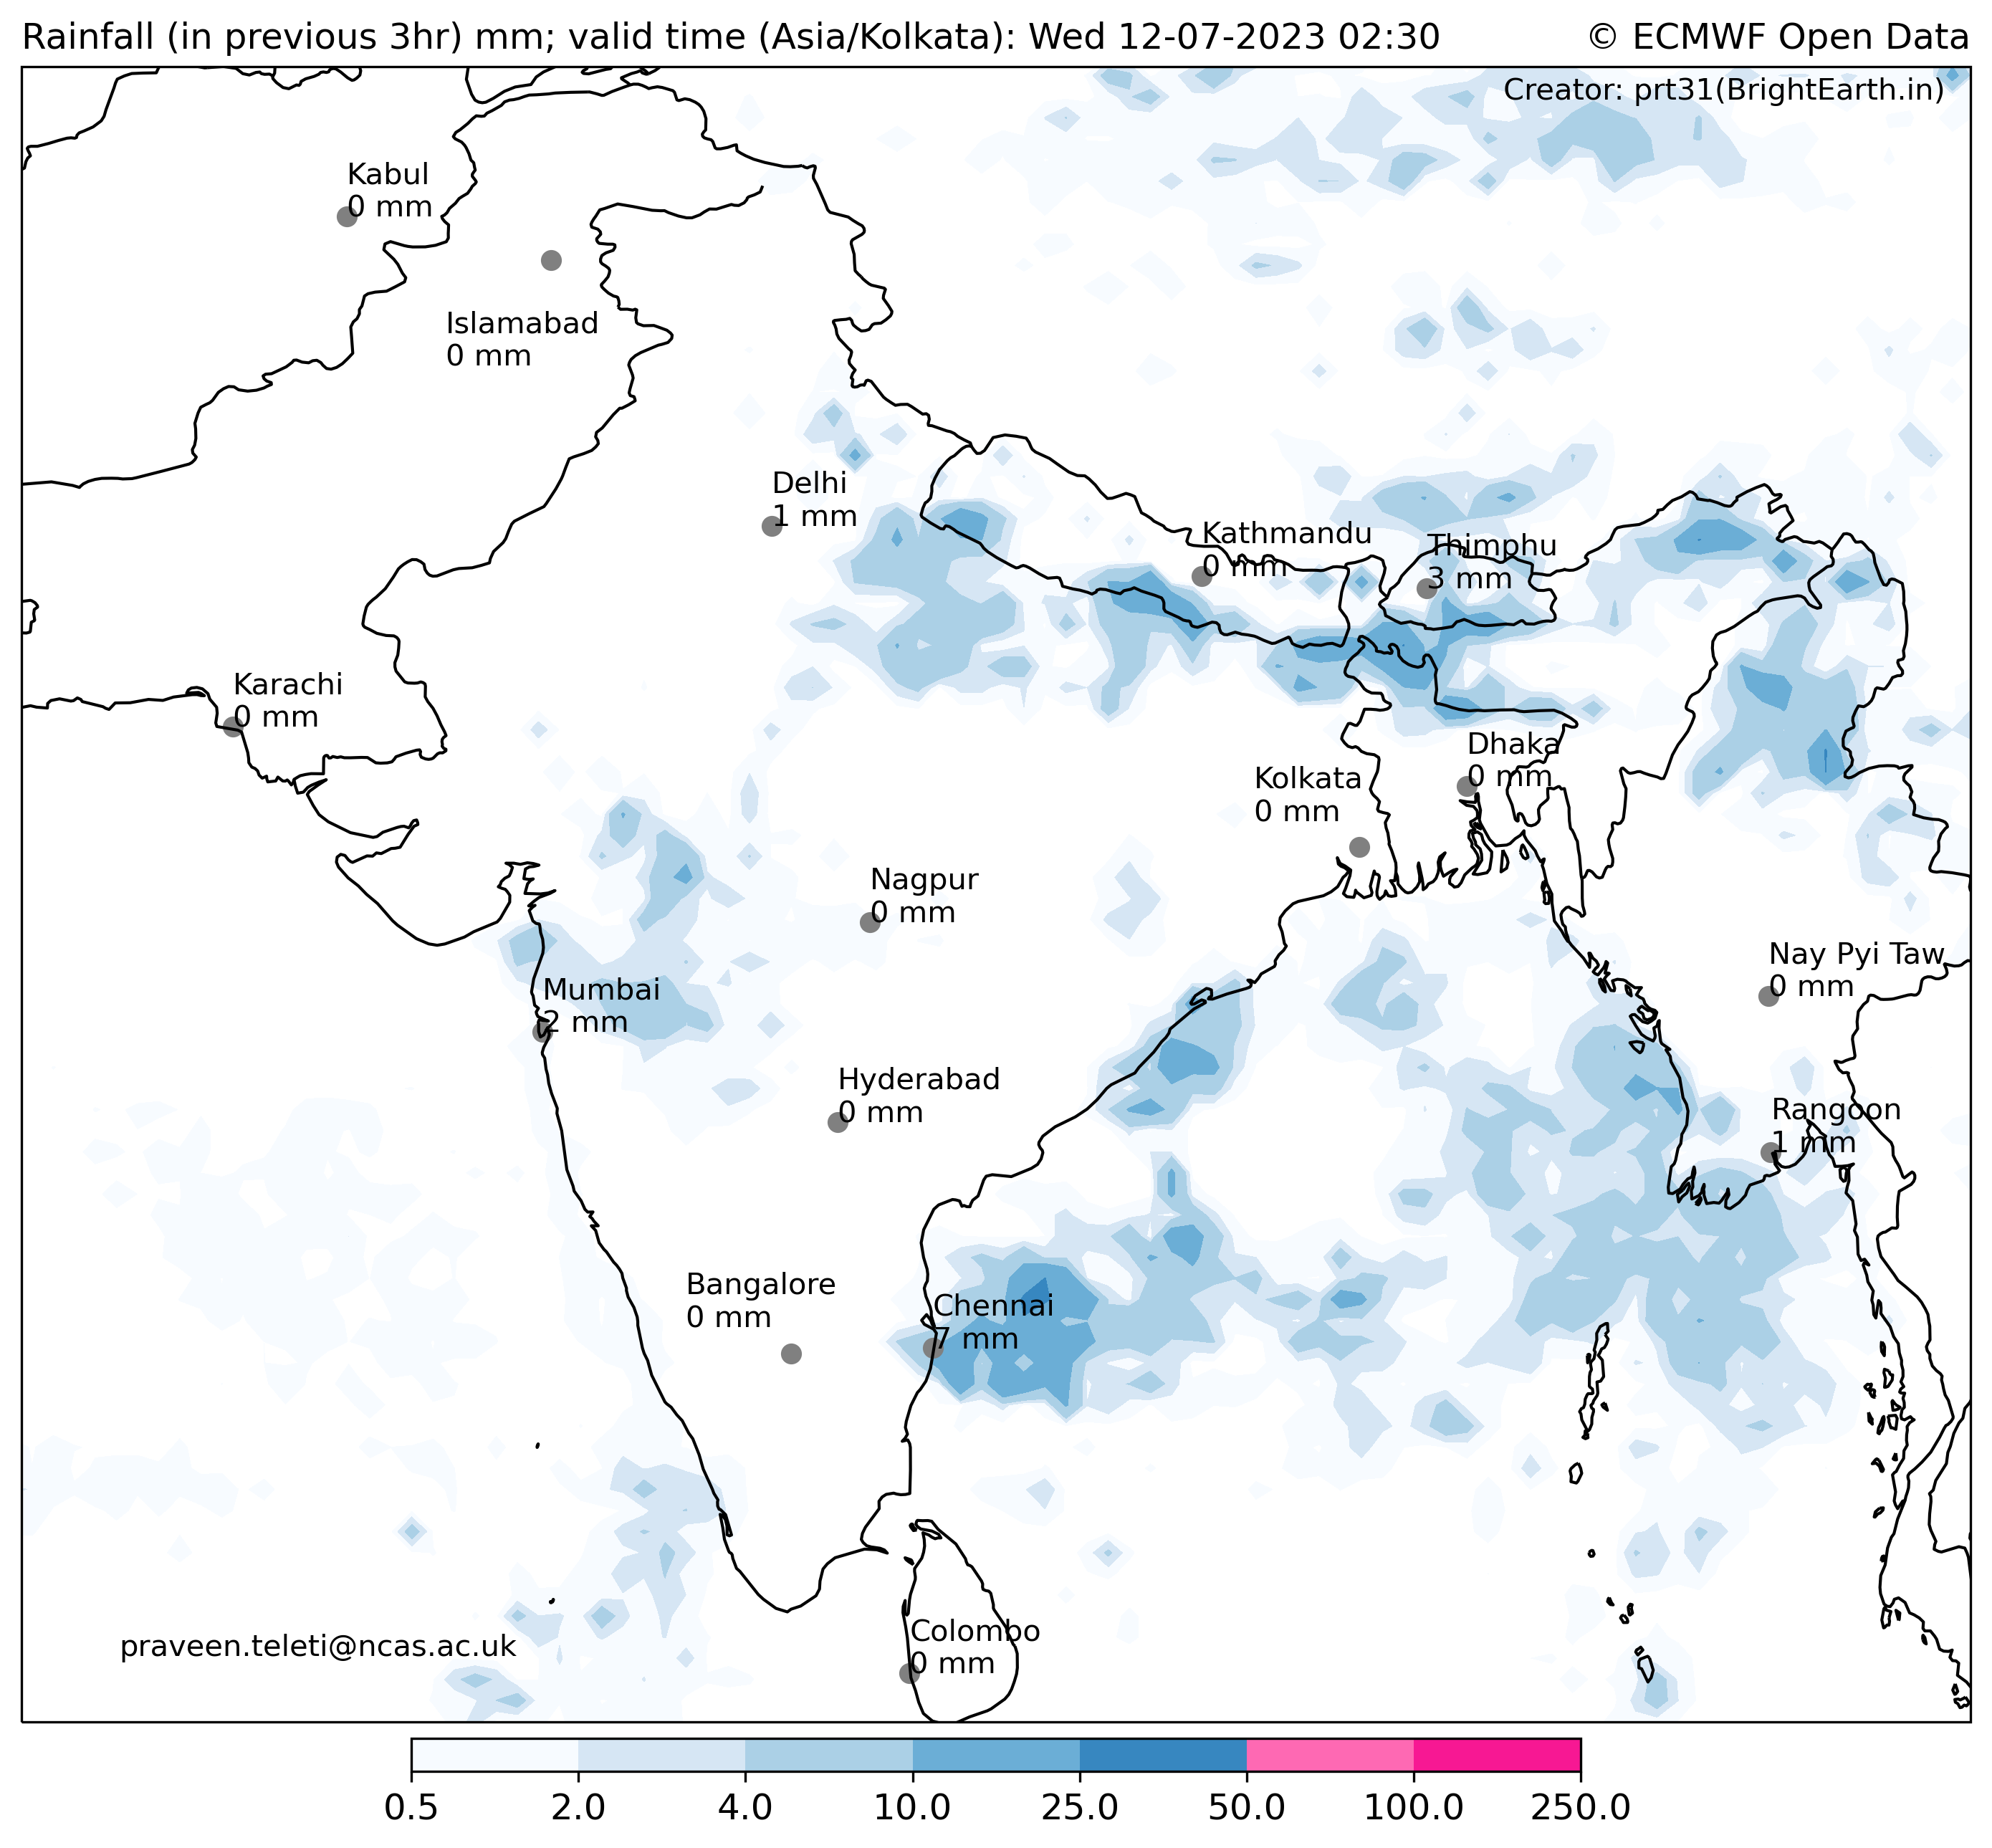 Rainfall (in previous 3hr) mm; valid time (Asia/Kolkata): Wed 12-07-2023 02:30
© ECMWF Open Data
Creator: prt31(BrightEarth.in)
Kabul
0 mm
Islamabad
0 mm
Delhi
1 mm
Kathmandu
0 mm
Thimphu
3 mm
Karachi
0 mm
Dhaka
0 mm
Kolkata
0 mm
Nagpur
0 mm
Nay Pyi Taw
0 mm
Mumbai
2 mm
Hyderabad
0 mm
Rangoon
1 mm
Bangalore
0 mm
Chennai
7 mm
Colombo
0 mm
praveen.teleti@ncas.ac.uk
0.5 2.0 4.0 10.0 25.0 50.0 100.0 250.0